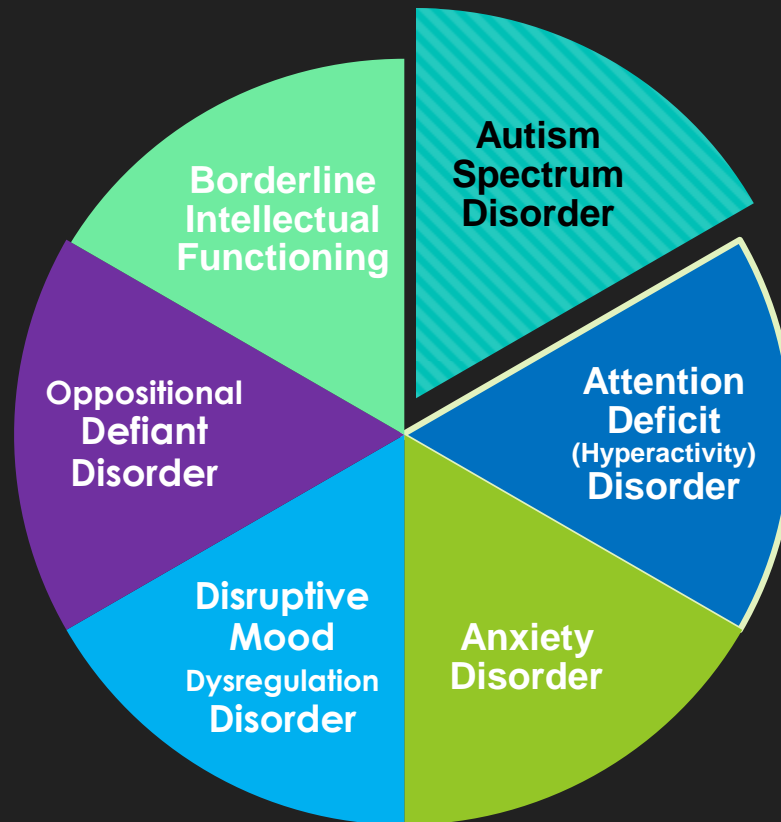 Autism
Spectrum
Disorder
Attention
Deficit
(Hyperactivity)
Disorder
Anxiety
Disorder
Disruptive
Mood
Dysregulation
Disorder
Oppositional
Defiant
Disorder
Borderline
Intellectual
Functioning